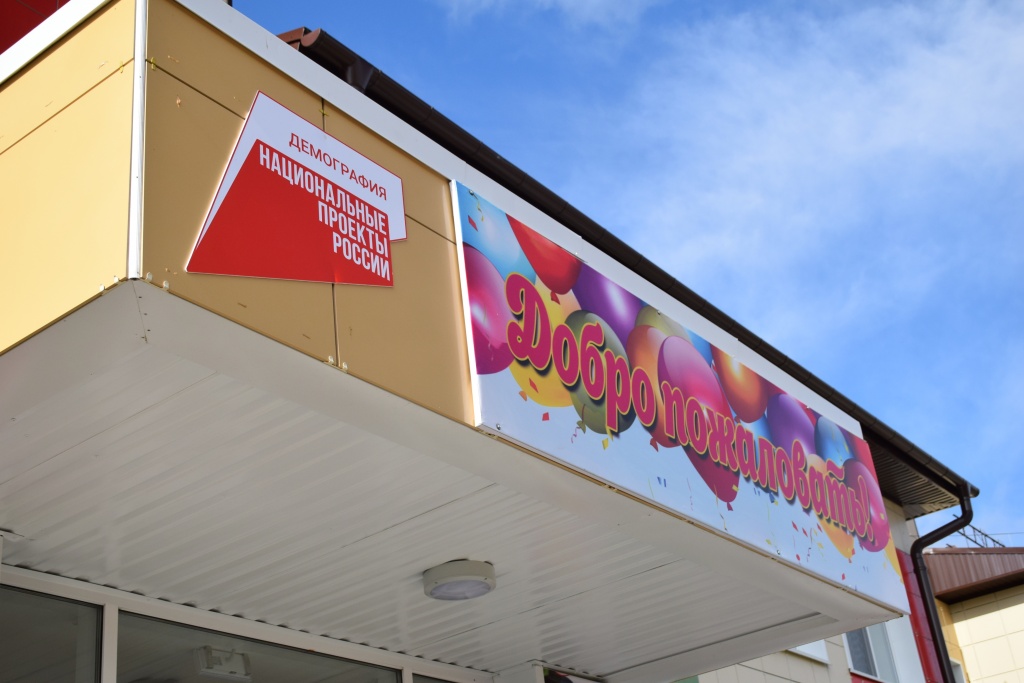 ДЕМОГРАФИЯ
НАЦИОНАЛЬНЫЕ
ПРОЕКТЫ
РОССИИ
Добро пожаловать!